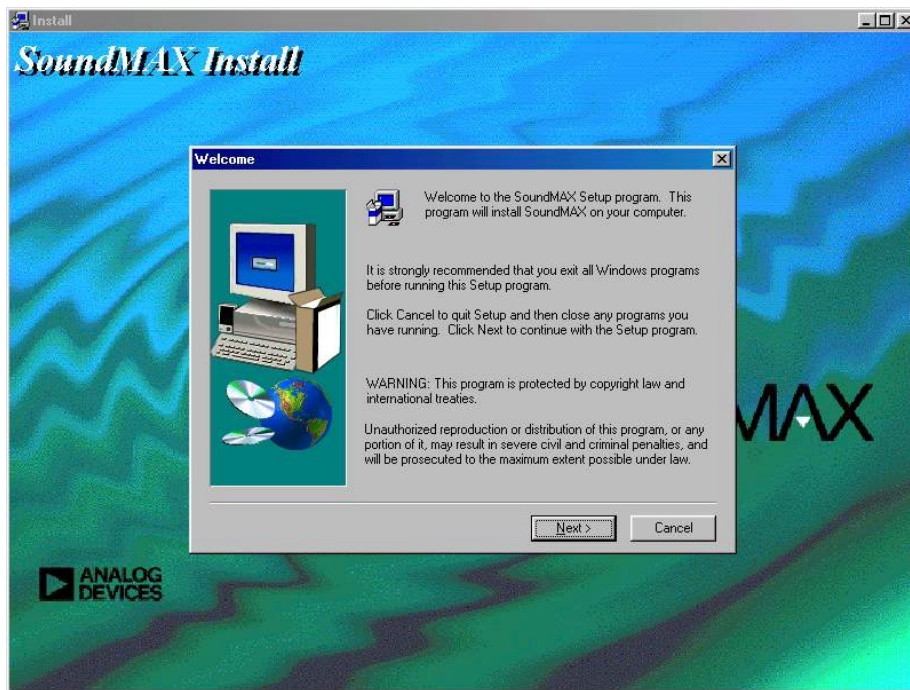 Install
SoundMAX Install
Welcome
Welcome to the SoundMAX Setup program.  This
program will install SoundMAX on your computer.
It is strongly recommended that you exit all Windows programs
before running this Setup program.
Click Cancel to quit Setup and then close any programs you
have running.  Click Next to continue with the Setup program.
WARNING: This program is protected by copyright law and
international treaties.
Unauthorized reproduction or distribution of this program, or any
portion of it, may result in severe civil and criminal penalties, and
will be prosecuted to the maximum extent possible under law.
MAX
Next >
Cancel
ANALOG
DEVICES